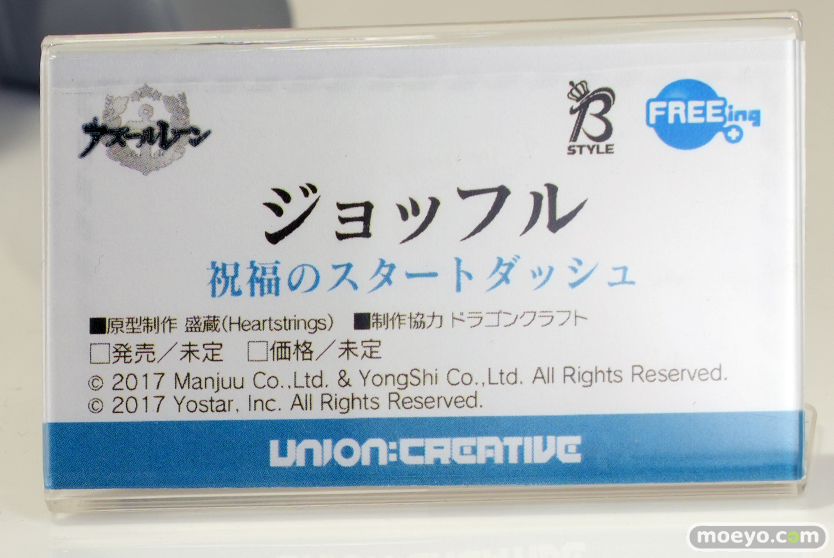 アズールレーン
B
STYLE
FREEing
ジョッフル
祝福のスタートダッシュ
■原型制作 盛蔵(Heartstrings) ■制作協力 ドラゴンクラフト
□発売／未定 □価格／未定
© 2017 Manjuu Co.,Ltd. & YongShi Co.,Ltd. All Rights Reserved.
© 2017 Yostar, Inc. All Rights Reserved.
UNION:CREATIVE
moeyo.com